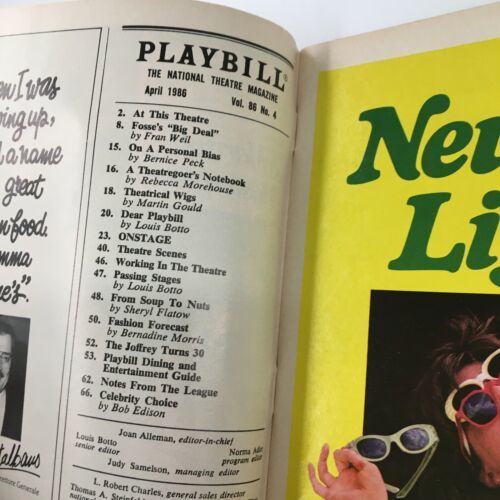 en I was
ing up,
d a name
great
n food.
mma
e's".
PLAYBILL®
THE NATIONAL THEATRE MAGAZINE
April 1986 Vol. 86 No. 4
2. At This Theatre
8. Fosse's "Big Deal"
by Fran Weil
15. On A Personal Bias
by Bernice Peck
16. A Theatregoer's Notebook
by Rebecca Morehouse
18. Theatrical Wigs
by Martin Gould
20. Dear Playbill
by Louis Botto
23. ONSTAGE
40. Theatre Scenes
46. Working In The Theatre
47. Passing Stages
by Louis Botto
48. From Soup To Nuts
by Sheryl Flatow
50. Fashion Forecast
by Bernadine Morris
52. The Joffrey Turns 30
53. Playbill Dining and
Entertainment Guide
62. Notes From The League
66. Celebrity Choice
by Bob Edison
Joan Alleman, editor-in-chief
Louis Botto Norma Adler
senior editor program editor
Judy Samelson, managing editor
L. Robert Charles, general sales director
Thomas A.
New
Lig